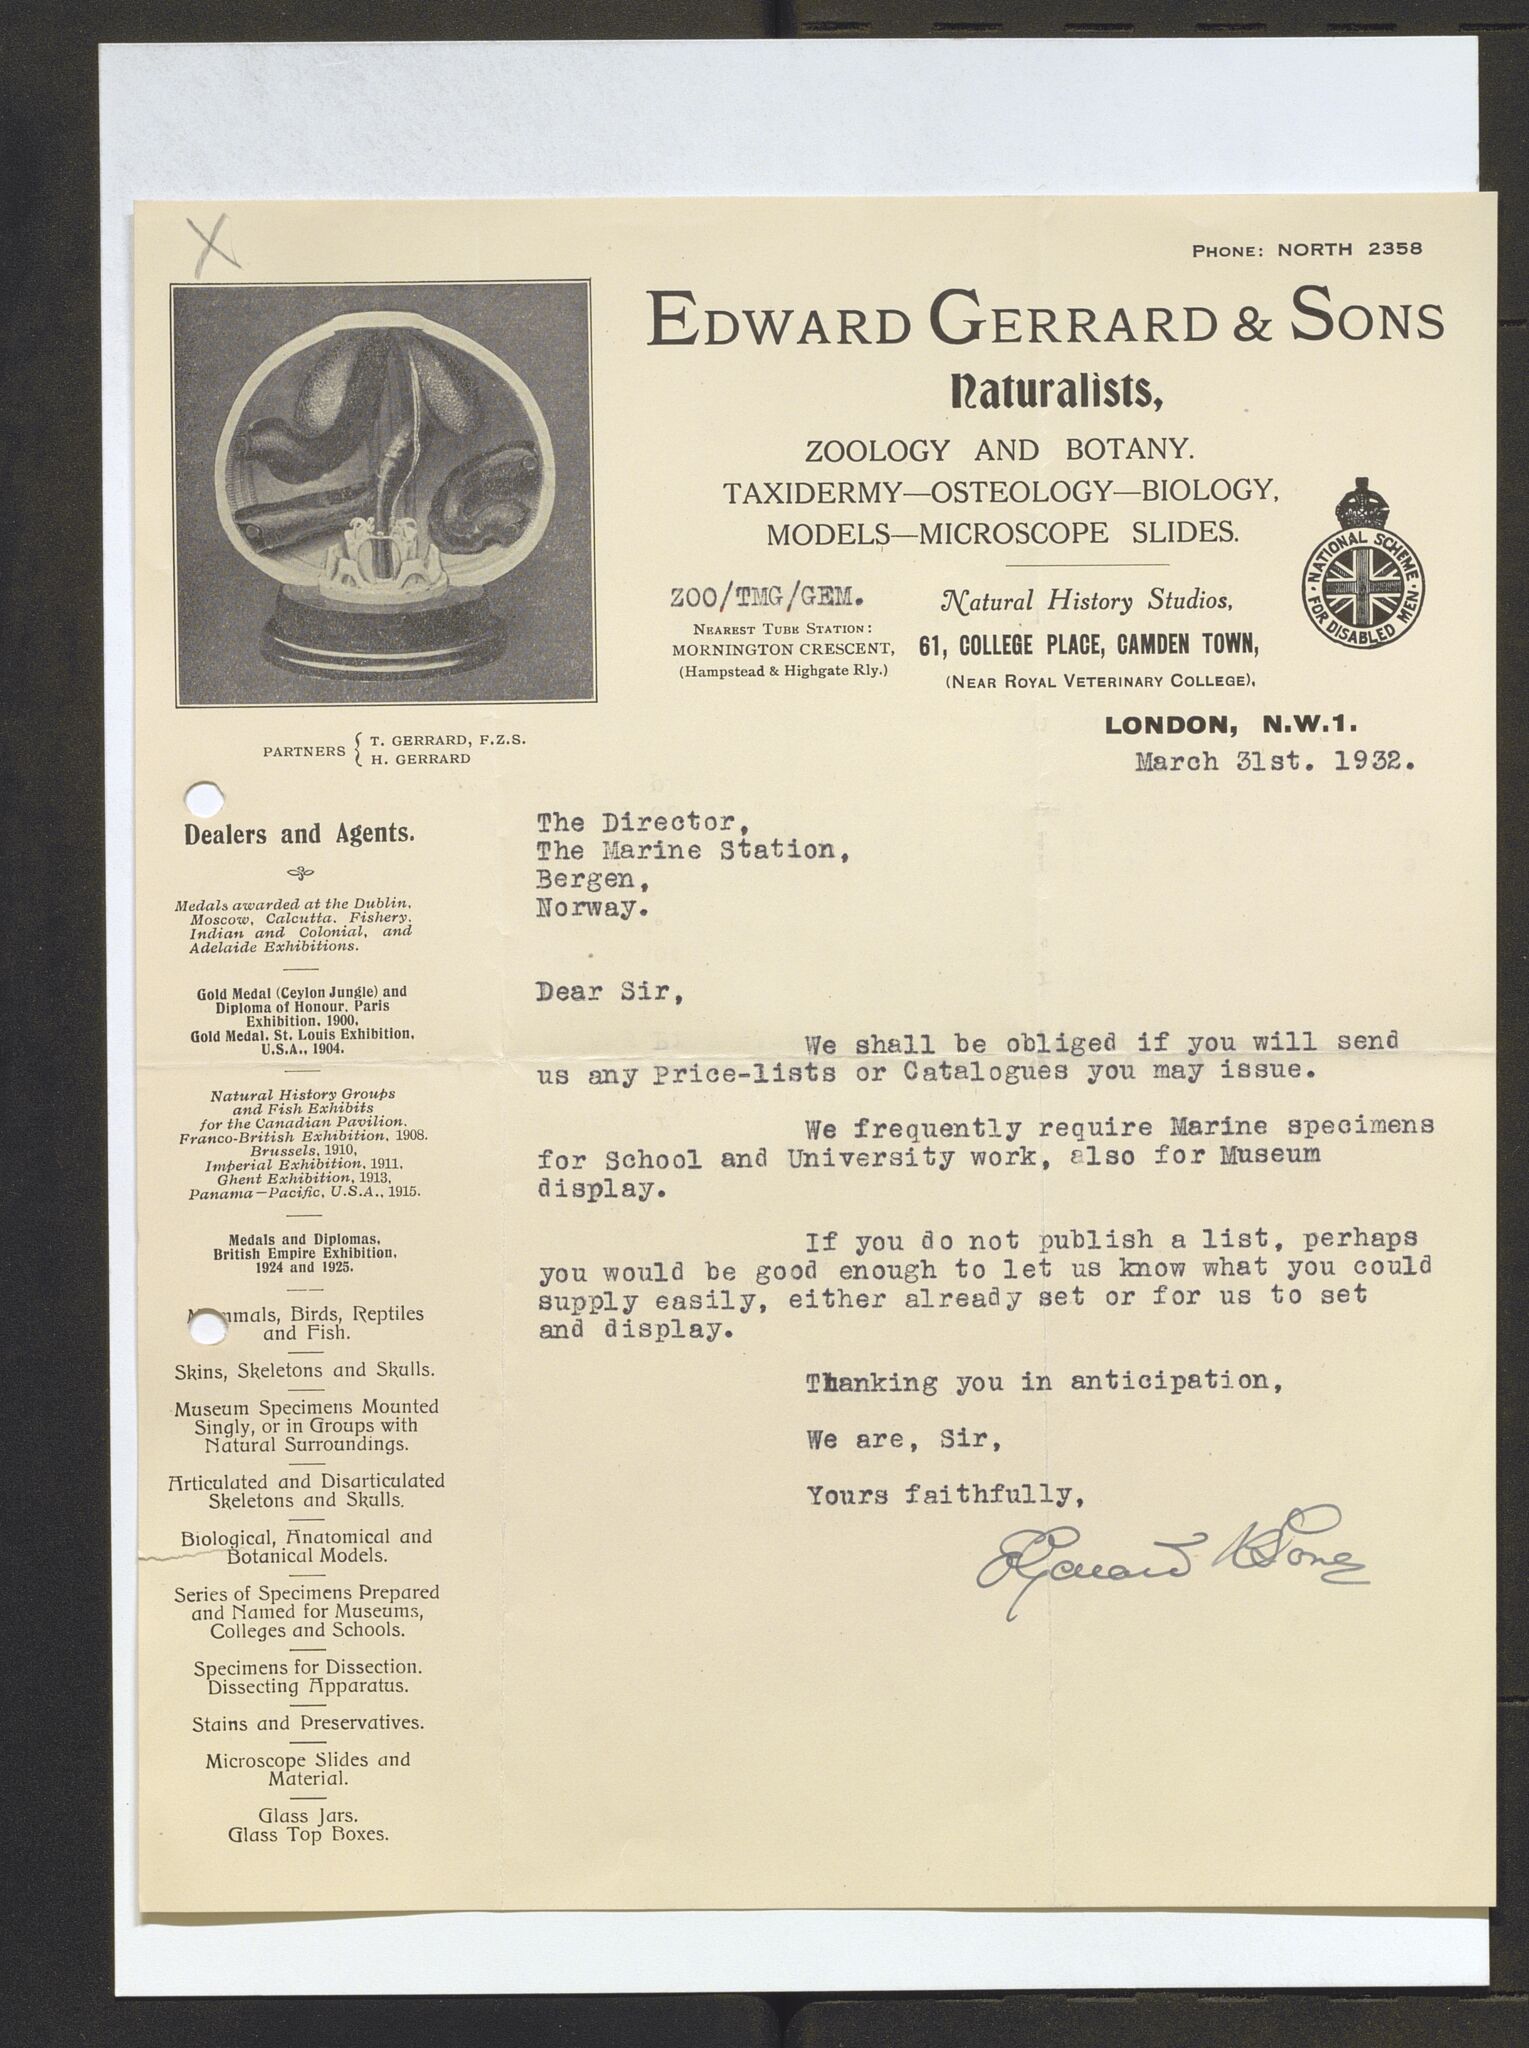 X
PHONE: NORTH 2358
EDWARD GERRARD & SONS
Naturalists,
ZOOLOGY AND BOTANY.
TAXIDERMY—OSTEOLOGY—BIOLOGY,
MODELS—MICROSCOPE SLIDES.
NATIONAL SCHEME
FOR DISABLED MEN
ZOO/TMG/GEM.
NEAREST TUBE STATION:
MORNINGTON CRESCENT,
(Hampstead & Highgate Rly.)
Natural History Studios,
61, COLLEGE PLACE, CAMDEN TOWN,
(NEAR ROYAL VETERINARY COLLEGE),
LONDON, N.W.1.
March 31st. 1932.
PARTNERS { T. GERRARD, F.Z.S.
H. GERRARD
Dealers and Agents.
Medals awarded at the Dublin,
Moscow, Calcutta, Fishery,
Indian and Colonial, and
Adelaide Exhibitions.
Gold Medal (Ceylon Jungle) and
Diploma of Honour, Paris
Exhibition, 1900,
Gold Medal, St. Louis Exhibition,
U.S.A., 1904.
Natural History Groups
and Fish Exhibits
for the Canadian Pavilion,
Franco-British Exhibition, 1908.
Brussels, 1910,
Imperial Exhibition, 1911,
Ghent Exhibition, 1913,
Panama—Pacific, U.S.A., 1915.
Medals and Diplomas,
British Empire Exhibition,
1924 and 1925.
Mammals, Birds, Reptiles
and Fish.
Skins, Skeletons and Skulls.
Museum Specimens Mounted
Singly, or in Groups with
Natural Surroundings.
Articulated and Disarticulated
Skeletons and Skulls.
Biological, Anatomical and
Botanical Models.
Series of Specimens Prepared
and Named for Museums,
Colleges and Schools.
Specimens for Dissection.
Dissecting Apparatus.
Stains and Preservatives.
Microscope Slides and
Material.
Glass Jars.
Glass Top Boxes.
The Director,
The Marine Station,
Bergen,
Norway.
Dear Sir,
We shall be obliged if you will send
us any Price-lists or Catalogues you may issue.
We frequently require Marine specimens
for School and University work, also for Museum
display.
If you do not publish a list, perhaps
you would be good enough to let us know what you could
supply easily, either already set or for us to set
and display.
Thanking you in anticipation,
We are, Sir,
Yours faithfully,
EGerrard & Sons